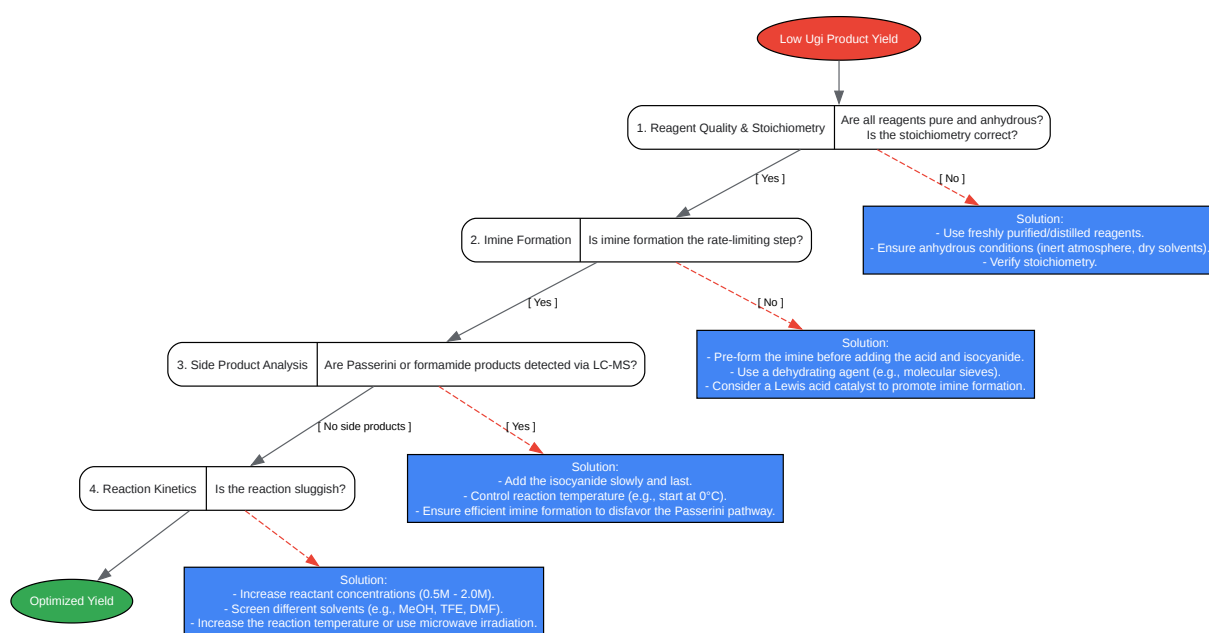 Low Ugi Product Yield
1. Reagent Quality & Stoichiometry
Are all reagents pure and anhydrous?
Is the stoichiometry correct?
[ Yes ]
[ No ]
Solution:
- Use freshly purified/distilled reagents.
- Ensure anhydrous conditions (inert atmosphere, dry solvents).
- Verify stoichiometry.
2. Imine Formation
Is imine formation the rate-limiting step?
[ Yes ]
[ No ]
Solution:
- Pre-form the imine before adding the acid and isocyanide.
- Use a dehydrating agent (e.g., molecular sieves).
- Consider a Lewis acid catalyst to promote imine formation.
3. Side Product Analysis
Are Passerini or formamide products detected via LC-MS?
[ No side products ]
[ Yes ]
Solution:
- Add the isocyanide slowly and last.
- Control reaction temperature (e.g., start at 0°C).
- Ensure efficient imine formation to disfavor the Passerini pathway.
4. Reaction Kinetics
Is the reaction sluggish?
Solution:
- Increase reactant concentrations (0.5M - 2.0M).
- Screen different solvents (e.g., MeOH, TFE, DMF).
- Increase the reaction temperature or use microwave irradiation.
Optimized Yield